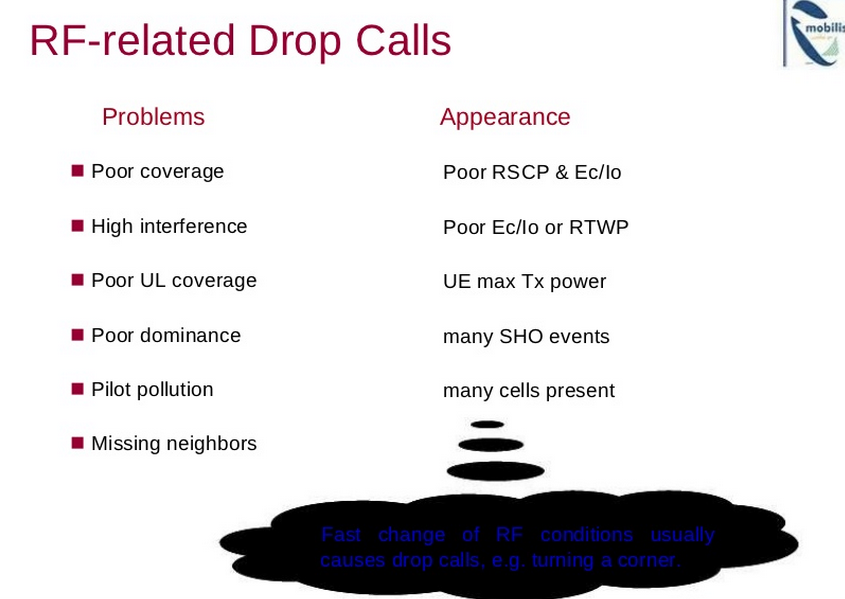 RF-related Drop Calls
mobilis
Problems
Appearance
Poor coverage
Poor RSCP & Ec/Io
High interference
Poor Ec/Io or RTWP
Poor UL coverage
UE max Tx power
Poor dominance
many SHO events
Pilot pollution
many cells present
Missing neighbors
Fast change of RF conditions usually
causes drop calls, e.g. turning a corner.